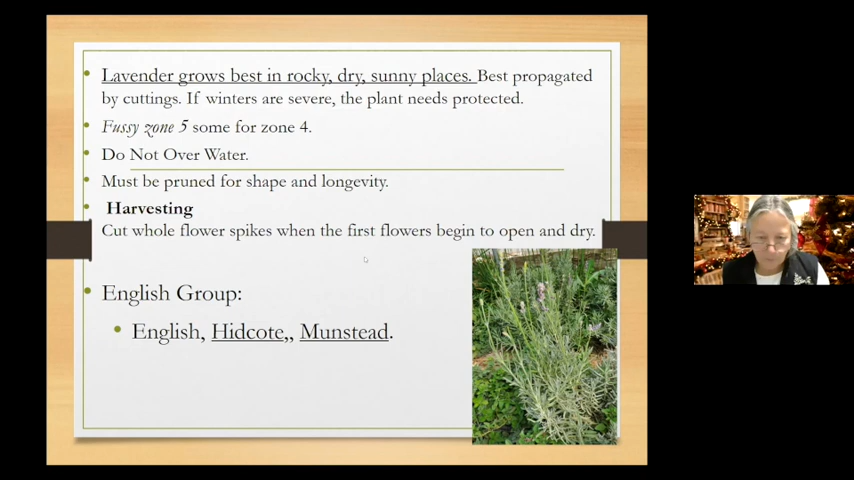 Lavender grows best in rocky, dry, sunny places. Best propagated
by cuttings. If winters are severe, the plant needs protected.
Fussy zone 5 some for zone 4.
Do Not Over Water.
Must be pruned for shape and longevity.
Harvesting
Cut whole flower spikes when the first flowers begin to open and dry.
English Group:
English, Hidcote,, Munstead.